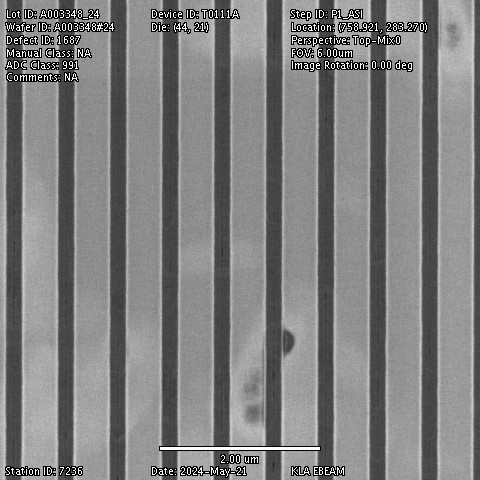 Lot ID: A003348_24
Wafer ID: A003348#24
Defect ID: 1687
Manual Class: NA
ADC Class: 991
Comments: NA
Device ID: T0111A
Die: (44, 21)
Step ID: P1_ASI
Location: (758.921, 283.270)
Perspective: Top-Mix0
FOV: 6.00um
Image Rotation: 0.00 deg
2.00 um
Station ID: 7236
Date: 2024-May-21
KLA EBEAM